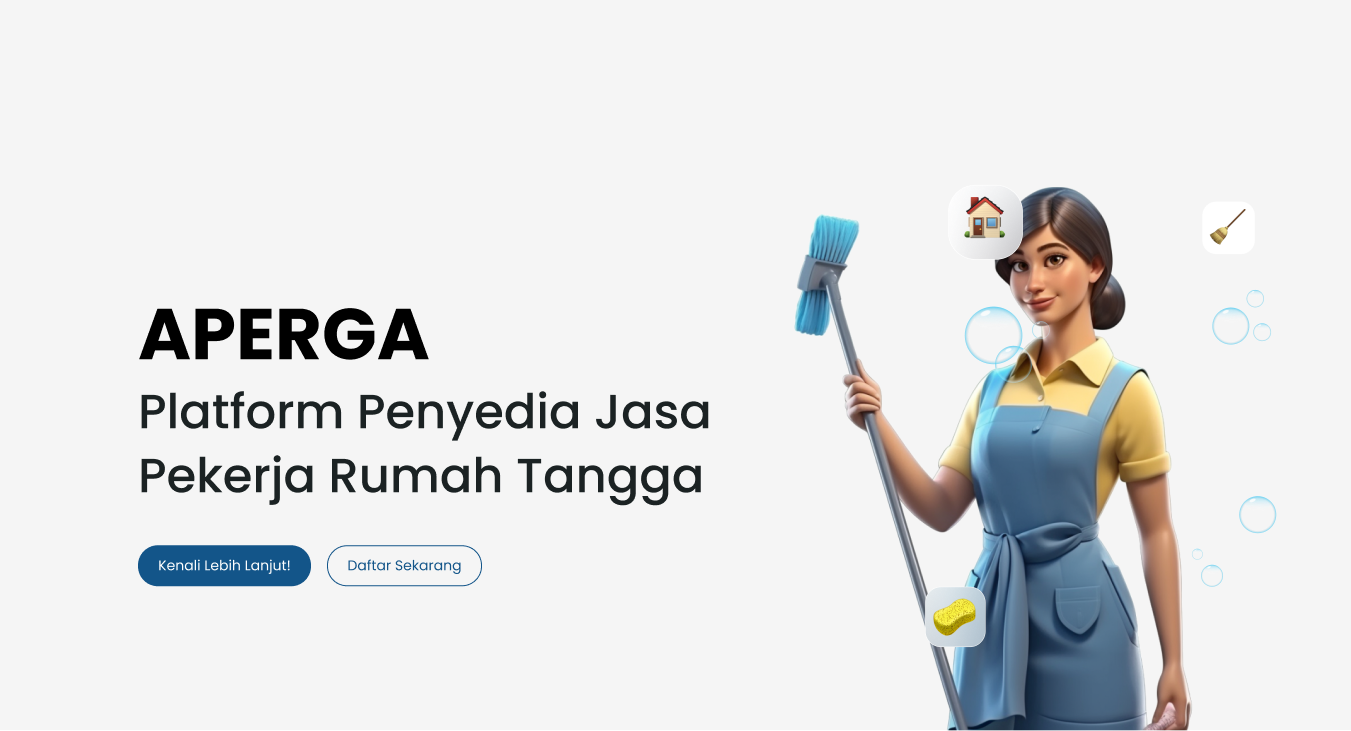 APERGA
Platform Penyedia Jasa
Pekerja Rumah Tangga
Kenali Lebih Lanjut!
Daftar Sekarang